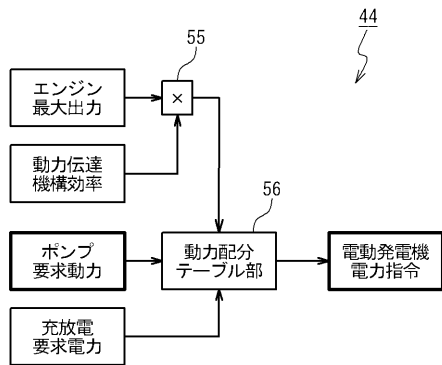 44
55
エンジン
最大出力
×
動力伝達
機構効率
56
ポンプ
要求動力
動力配分
テーブル部
電動発電機
電力指令
充放電
要求電力